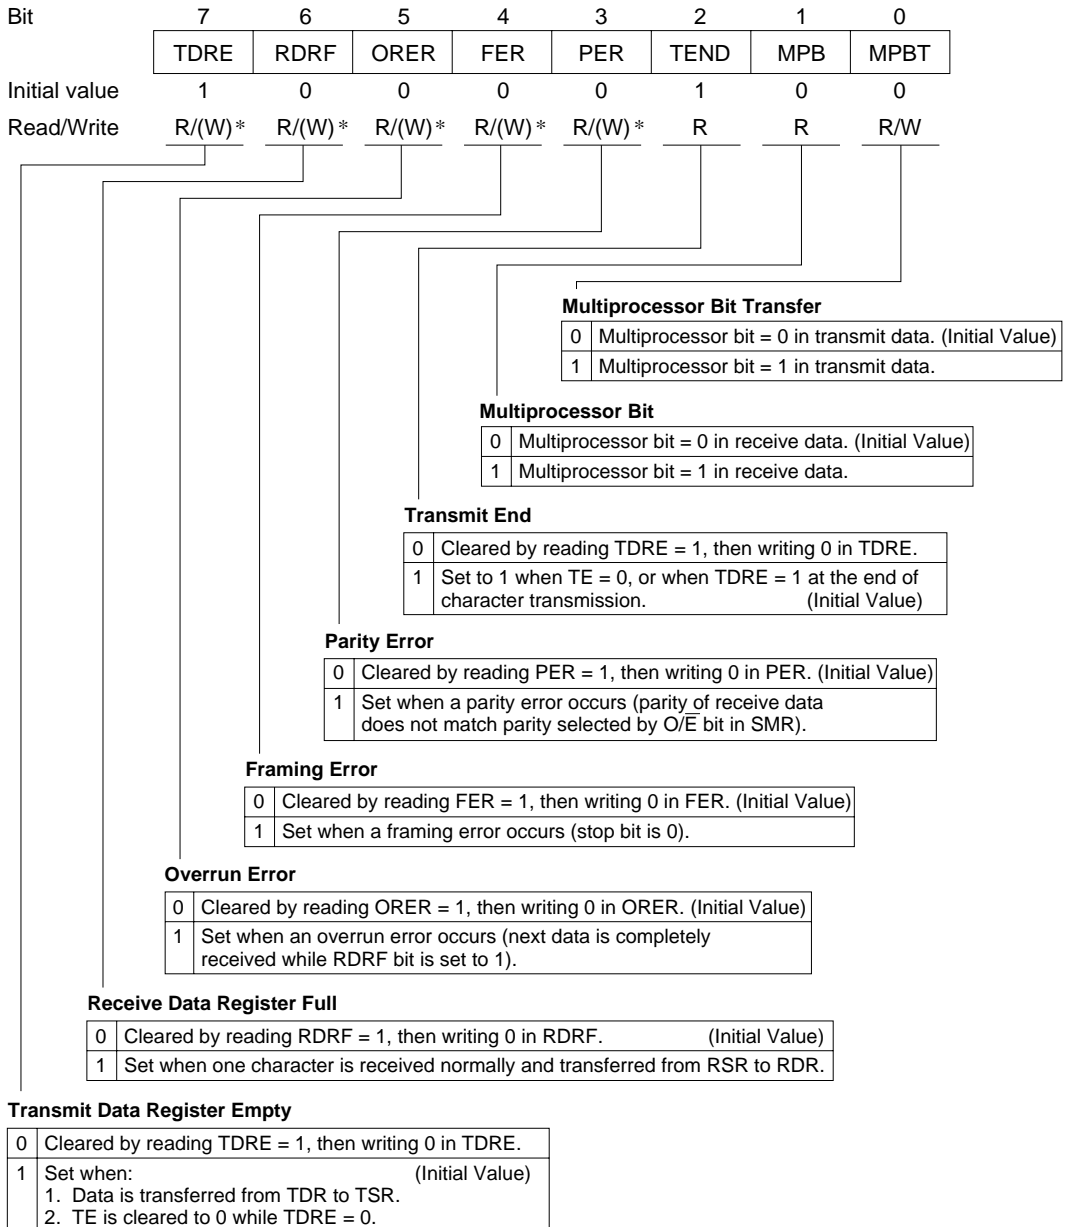 Bit 7 6 5 4 3 2 1 0
TDRE RDRF ORER FER PER TEND MPB MPBT
Initial value 1 0 0 0 0 1 0 0
Read/Write R/(W)* R/(W)* R/(W)* R/(W)* R/(W)* R R R/W
Multiprocessor Bit Transfer
0 Multiprocessor bit = 0 in transmit data. (Initial Value)
1 Multiprocessor bit = 1 in transmit data.
Multiprocessor Bit
0 Multiprocessor bit = 0 in receive data. (Initial Value)
1 Multiprocessor bit = 1 in receive data.
Transmit End
0 Cleared by reading TDRE = 1, then writing 0 in TDRE.
1 Set to 1 when TE = 0, or when TDRE = 1 at the end of
character transmission. (Initial Value)
Parity Error
0 Cleared by reading PER = 1, then writing 0 in PER. (Initial Value)
1 Set when a parity error occurs (parity of receive data
does not match parity selected by O/E̅ bit in SMR).
Framing Error
0 Cleared by reading FER = 1, then writing 0 in FER. (Initial Value)
1 Set when a framing error occurs (stop bit is 0).
Overrun Error
0 Cleared by reading ORER = 1, then writing 0 in ORER. (Initial Value)
1 Set when an overrun error occurs (next data is completely
received while RDRF bit is set to 1).
Receive Data Register Full
0 Cleared by reading RDRF = 1, then writing 0 in RDRF. (Initial Value)
1 Set when one character is received normally and transferred from RSR to RDR.
Transmit Data Register Empty
0 Cleared by reading TDRE = 1, then writing 0 in TDRE.
1 Set when: (Initial Value)
1. Data is transferred from TDR to TSR.
2. TE is cleared to 0 while TDRE = 0.